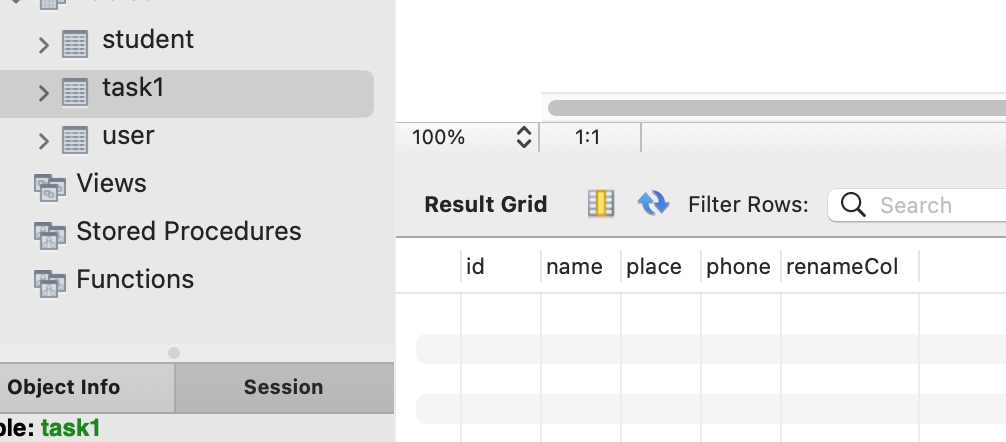 student
task1
user
Views
Stored Procedures
Functions
Object Info Session
ble: task1
100% 1:1
Result Grid Filter Rows: Search
id name place phone renameCol